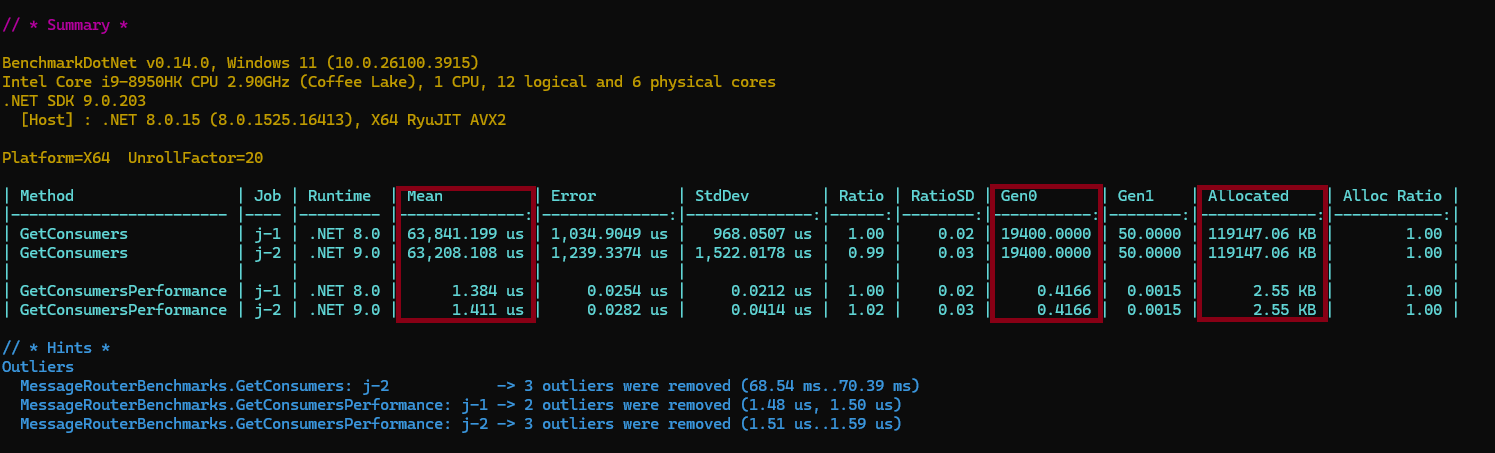 // * Summary *
BenchmarkDotNet v0.14.0, Windows 11 (10.0.26100.3915)
Intel Core i9-8950HK CPU 2.90GHz (Coffee Lake), 1 CPU, 12 logical and 6 physical cores
.NET SDK 9.0.203
  [Host] : .NET 8.0.15 (8.0.1525.16413), X64 RyuJIT AVX2
Platform=X64  UnrollFactor=20
| Method                 | Job | Runtime  | Mean          | Error         | StdDev        | Ratio | RatioSD | Gen0       | Gen1    | Allocated    | Alloc Ratio |
|----------------------- |---- |--------- |--------------:|--------------:|--------------:|------:|--------:|-----------:|--------:|-------------:|------------:|
| GetConsumers            | j-1 | .NET 8.0 | 63,841.199 us | 1,034.9049 us |   968.0507 us |  1.00 |    0.02 | 19400.0000 | 50.0000 | 119147.06 KB |        1.00 |
| GetConsumers            | j-2 | .NET 9.0 | 63,208.108 us | 1,239.3374 us | 1,522.0178 us |  0.99 |    0.03 | 19400.0000 | 50.0000 | 119147.06 KB |        1.00 |
|                         |     |          |               |               |               |       |         |            |         |              |             |
| GetConsumersPerformance | j-1 | .NET 8.0 |      1.384 us |     0.0254 us |     0.0212 us |  1.00 |    0.02 |     0.4166 |  0.0015 |      2.55 KB |        1.00 |
| GetConsumersPerformance | j-2 | .NET 9.0 |      1.411 us |     0.0282 us |     0.0414 us |  1.02 |    0.03 |     0.4166 |  0.0015 |      2.55 KB |        1.00 |
// * Hints *
Outliers
  MessageRouterBenchmarks.GetConsumers: j-2            -> 3 outliers were removed (68.54 ms..70.39 ms)
  MessageRouterBenchmarks.GetConsumersPerformance: j-1 -> 2 outliers were removed (1.48 us, 1.50 us)
  MessageRouterBenchmarks.GetConsumersPerformance: j-2 -> 3 outliers were removed (1.51 us..1.59 us)